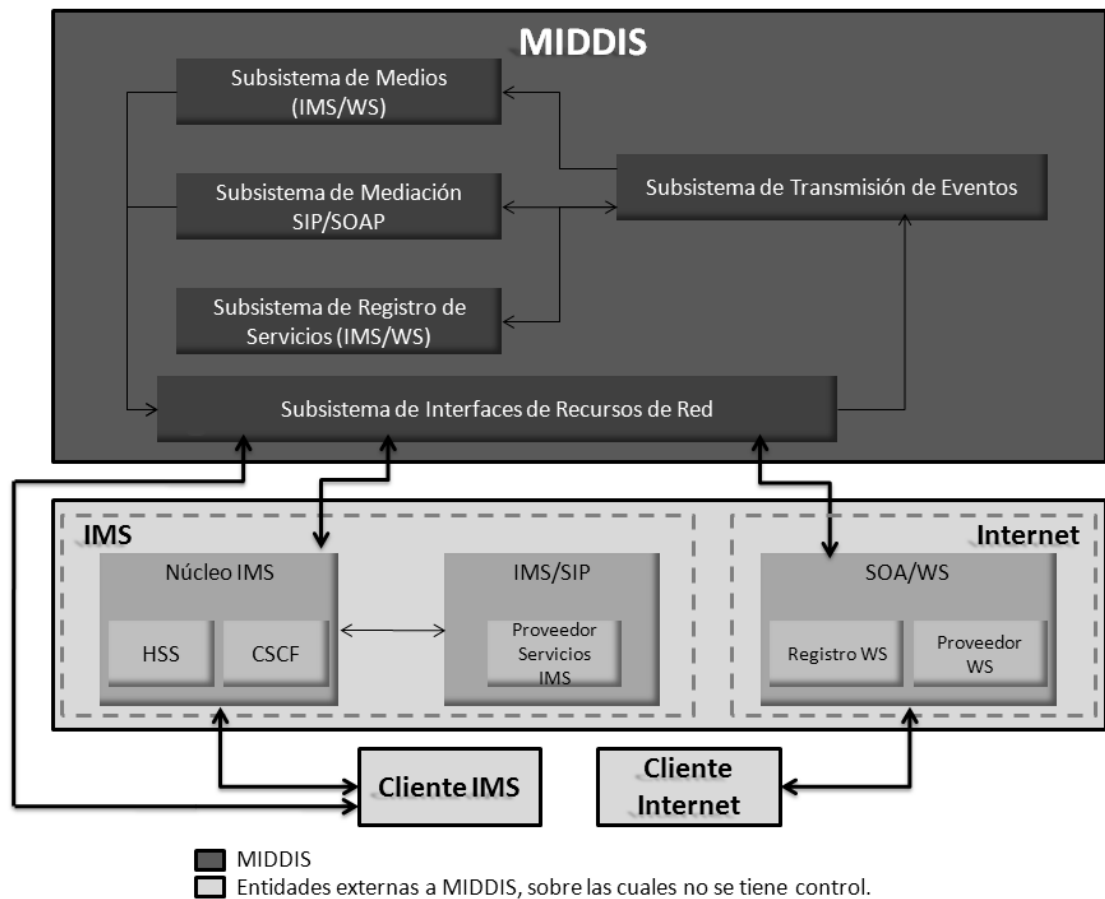 MIDDIS
Subsistema de Medios
(IMS/WS)
Subsistema de Mediación
SIP/SOAP
Subsistema de Transmisión de Eventos
Subsistema de Registro de
Servicios (IMS/WS)
Subsistema de Interfaces de Recursos de Red
IMS
Internet
Núcleo IMS
IMS/SIP
SOA/WS
HSS
CSCF
Proveedor
Servicios
IMS
Registro WS
Proveedor
WS
Cliente IMS
Cliente
Internet
MIDDIS
Entidades externas a MIDDIS, sobre las cuales no se tiene control.